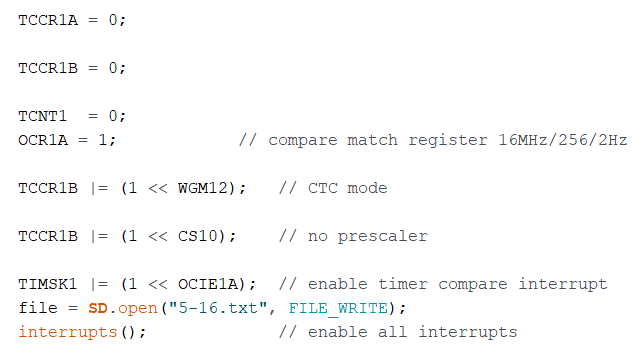 TCCR1A = 0;
TCCR1B = 0;
TCNT1  = 0;
OCR1A = 1;            // compare match register 16MHz/256/2Hz
TCCR1B |= (1 << WGM12);   // CTC mode
TCCR1B |= (1 << CS10);    // no prescaler
TIMSK1 |= (1 << OCIE1A);  // enable timer compare interrupt
file = SD.open("5-16.txt", FILE_WRITE);
interrupts();             // enable all interrupts